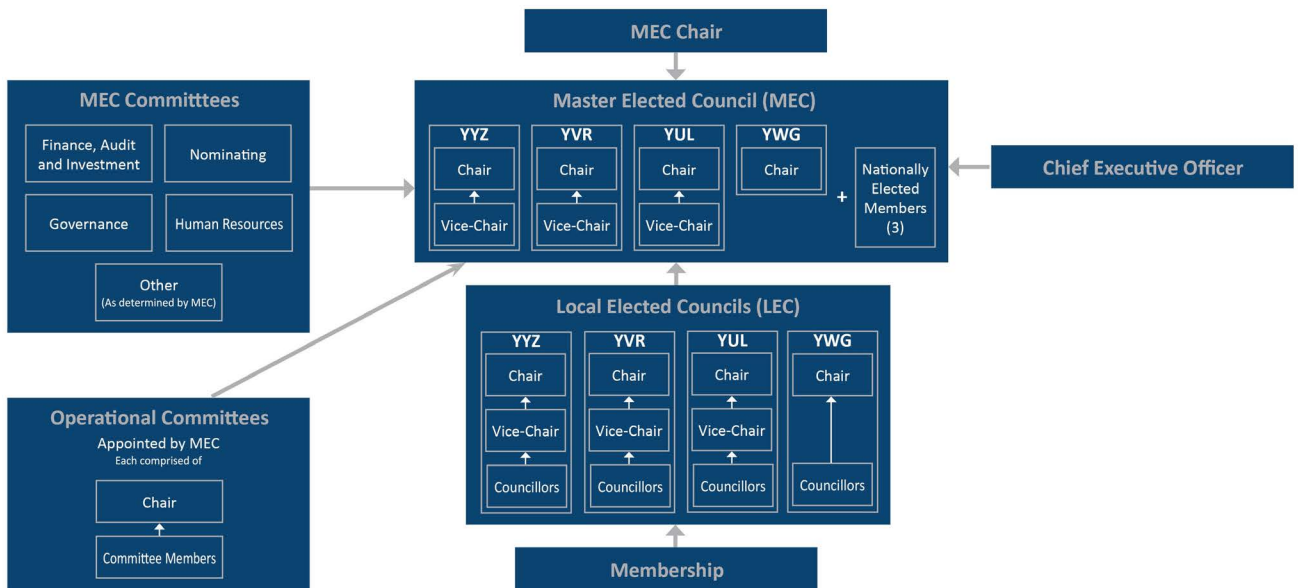 MEC Chair
MEC Committtees
Finance, Audit
and Investment
Nominating
Governance
Human Resources
Other
(As determined by MEC)
Master Elected Council (MEC)
YYZ
Chair
Vice-Chair
YVR
Chair
Vice-Chair
YUL
Chair
Vice-Chair
YWG
Chair
+
Nationally
Elected
Members
(3)
Chief Executive Officer
Local Elected Councils (LEC)
YYZ
Chair
Vice-Chair
Councillors
YVR
Chair
Vice-Chair
Councillors
YUL
Chair
Vice-Chair
Councillors
YWG
Chair
Councillors
Operational Committees
Appointed by MEC
Each comprised of
Chair
Committee Members
Membership